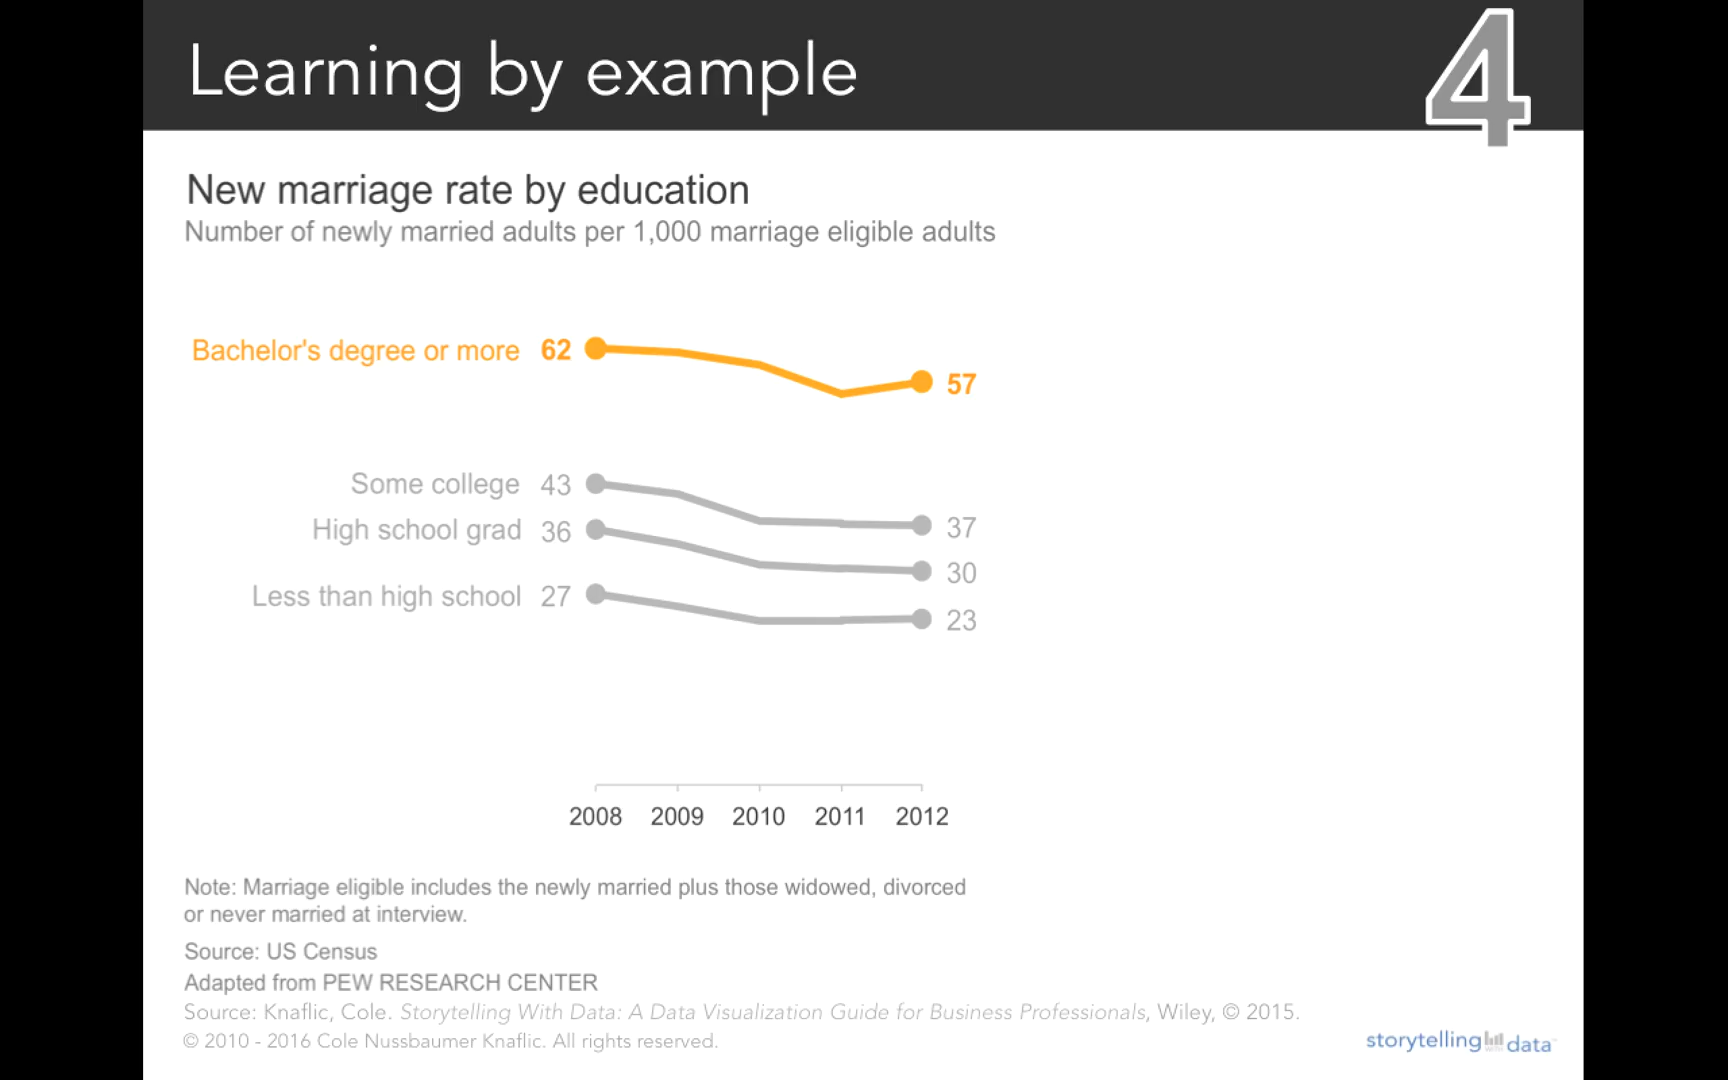 Learning by example
4
New marriage rate by education
Number of newly married adults per 1,000 marriage eligible adults
Bachelor's degree or more 62
57
Some college 43
37
High school grad 36
30
Less than high school 27
23
2008 2009 2010 2011 2012
Note: Marriage eligible includes the newly married plus those widowed, divorced
or never married at interview.
Source: US Census
Adapted from PEW RESEARCH CENTER
Source: Knaflic, Cole. Storytelling With Data: A Data Visualization Guide for Business Professionals, Wiley, © 2015.
© 2010 - 2016 Cole Nussbaumer Knaflic. All rights reserved.
storytelling data